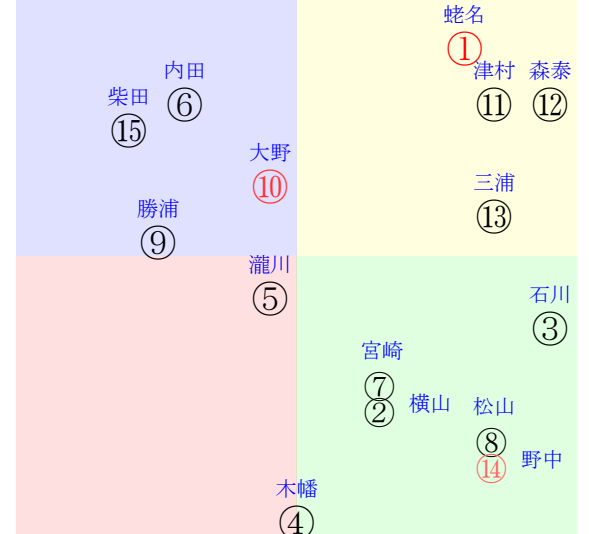 蛯名
①
内田
津村
森泰
柴田
⑥
⑪
⑫
⑮
大野
⑩
三浦
勝浦
⑬
⑨
瀧川
⑤
石川
③
宮崎
⑦
② 横山
松山
⑧
⑭ 野中
木幡
④